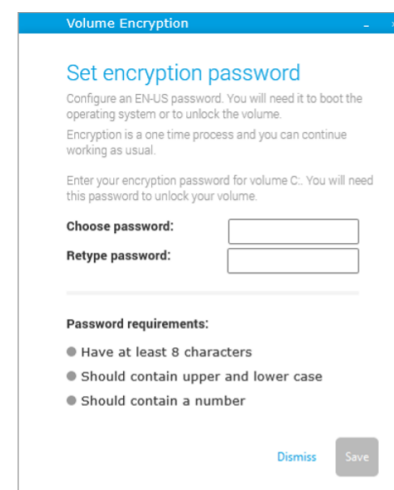 Volume Encryption
Set encryption password
Configure an EN-US password. You will need it to boot the
operating system or to unlock the volume.
Encryption is a one time process and you can continue
working as usual.
Enter your encryption password for volume C:. You will need
this password to unlock your volume.
Choose password:
Retype password:
Password requirements:
Have at least 8 characters
Should contain upper and lower case
Should contain a number
Dismiss
Save